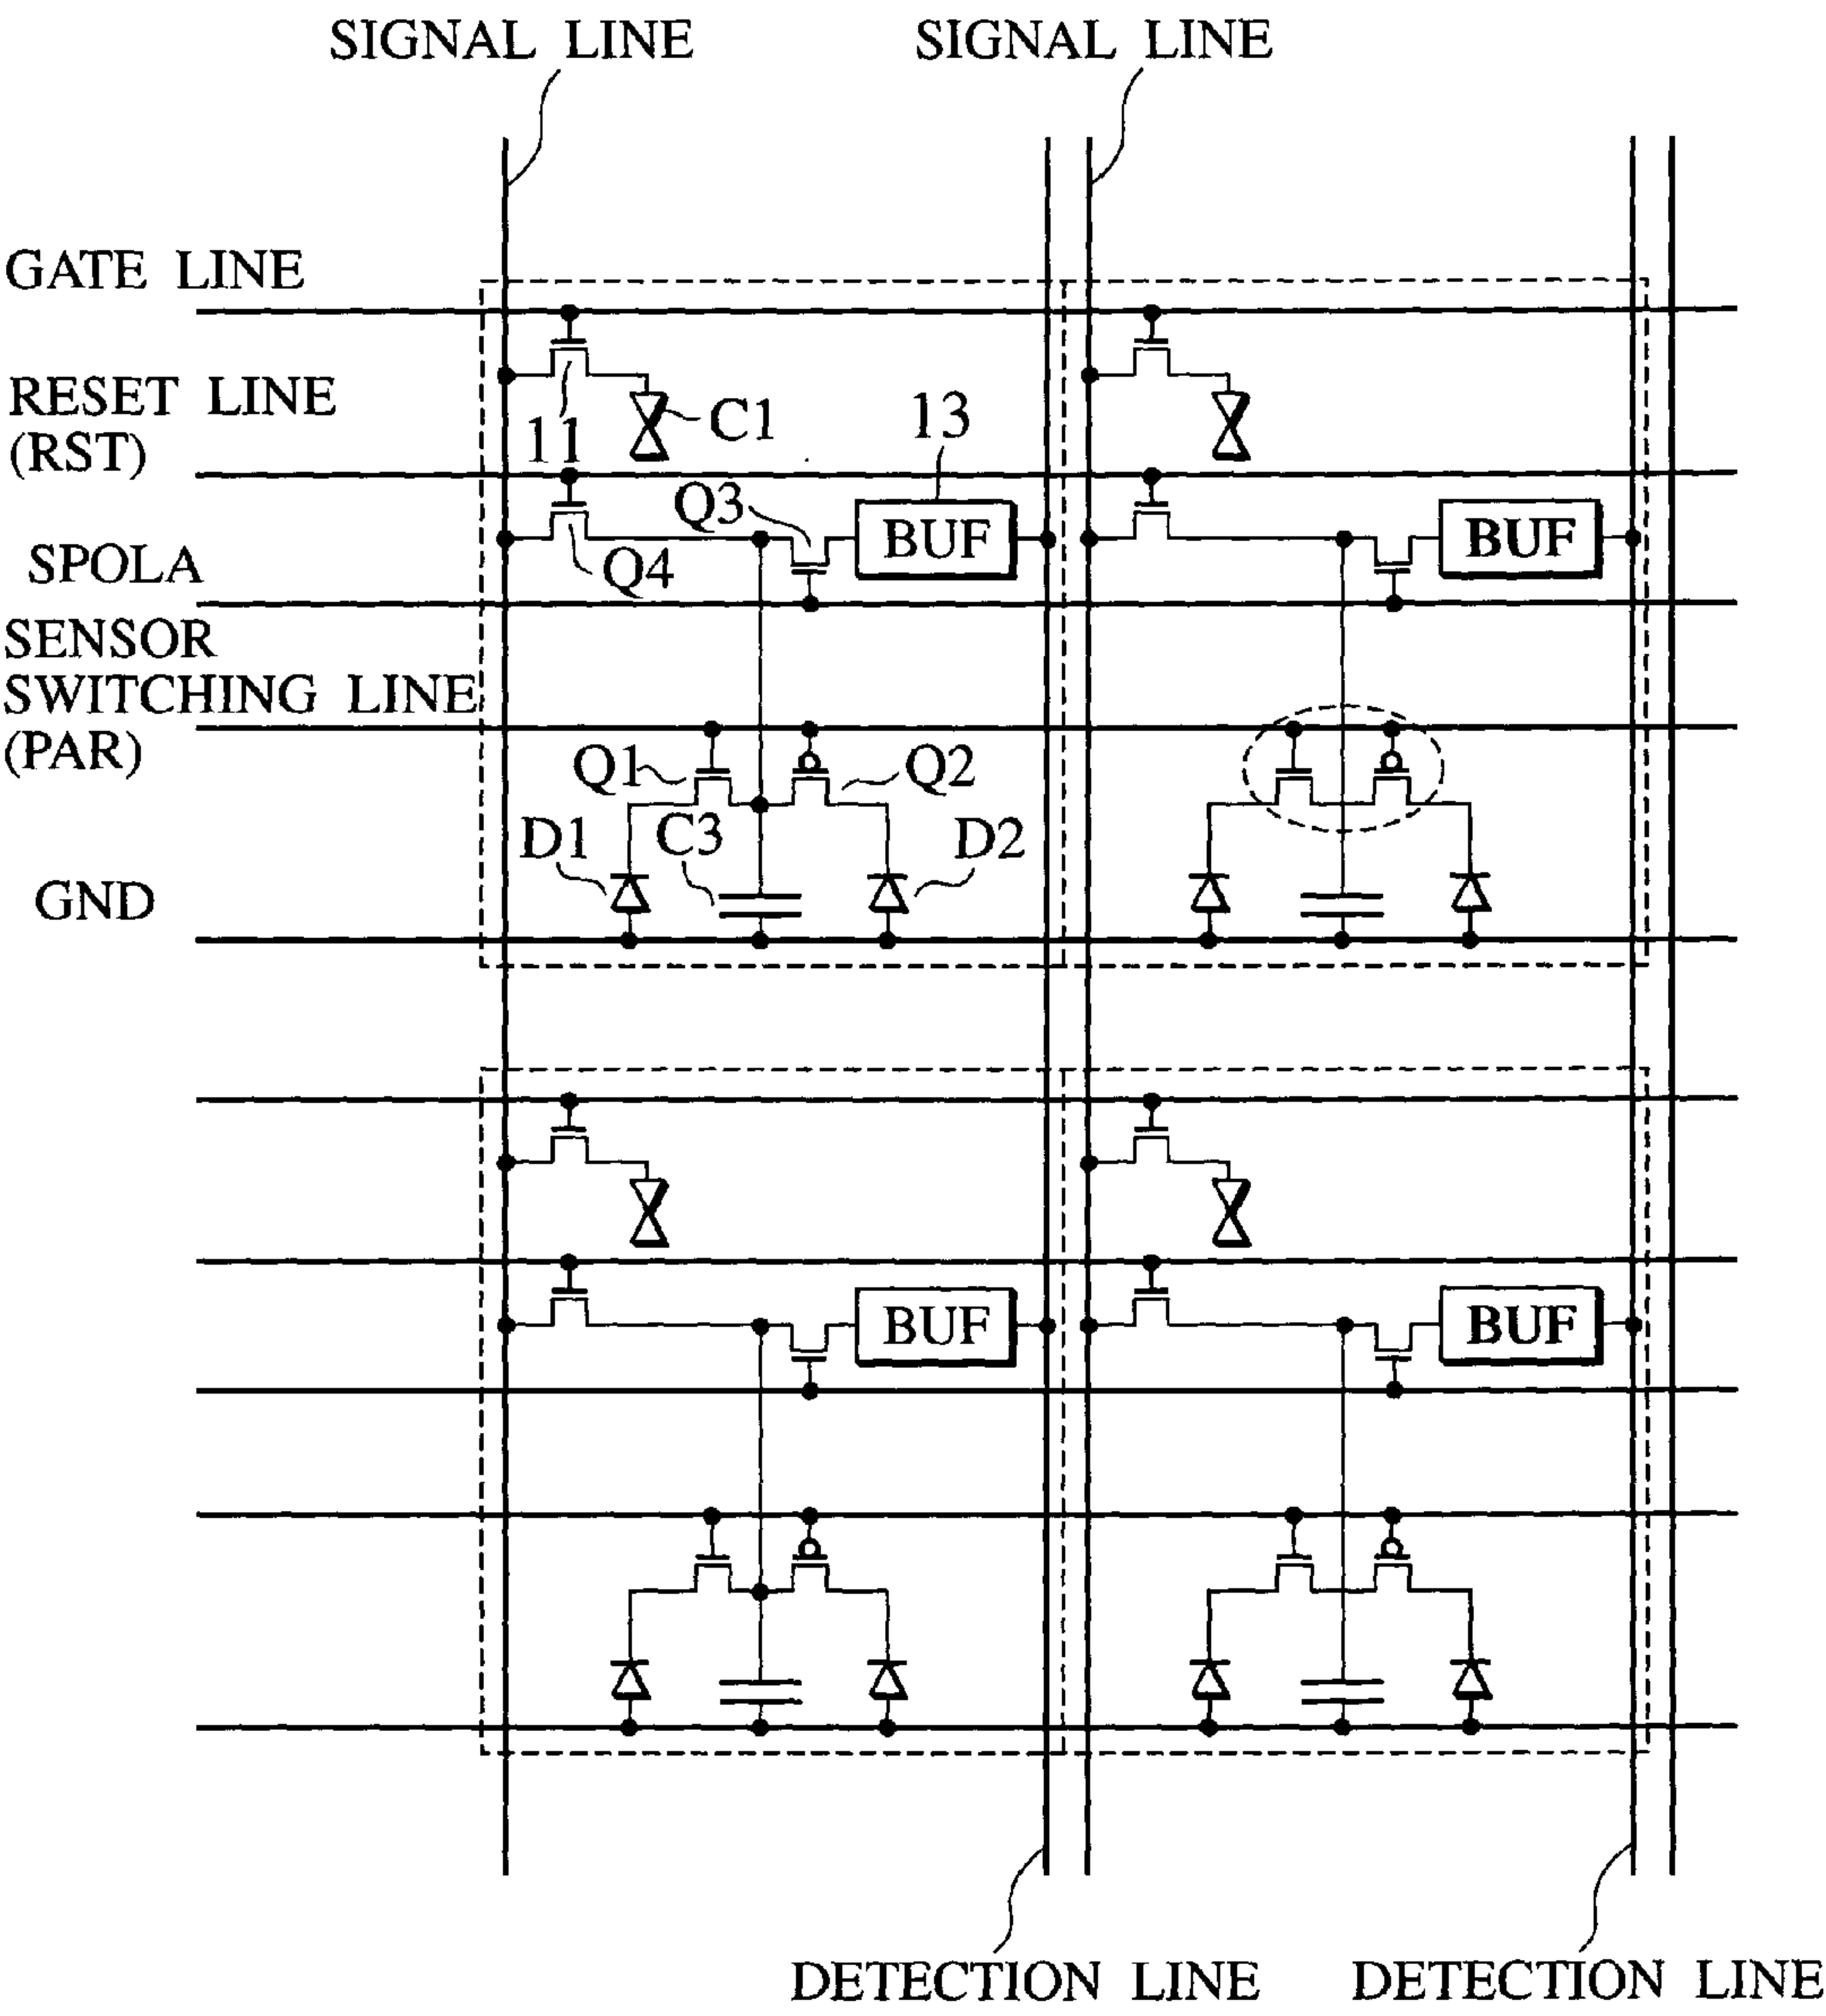 SIGNAL LINE
SIGNAL LINE
GATE LINE
RESET LINE
(RST)
11
C1
13
Q3
BUF
BUF
SPOLA
Q4
SENSOR
SWITCHING LINE
(PAR)
Q1
Q2
D1
C3
D2
GND
BUF
BUF
DETECTION LINE
DETECTION LINE